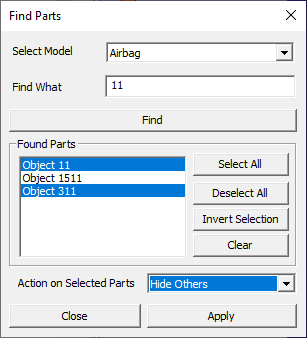 Find Parts
Select Model Airbag
Find What 11
Find
Found Parts
Object 11
Object 1511
Object 311
Select All
Deselect All
Invert Selection
Clear
Action on Selected Parts Hide Others
Close Apply